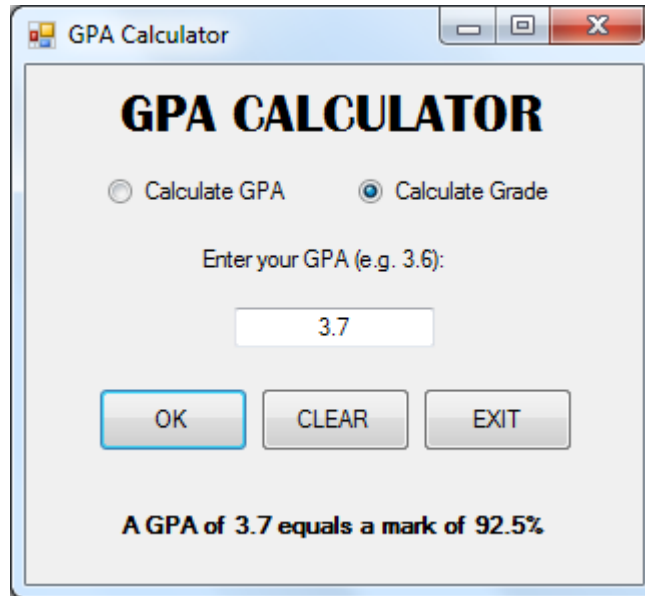 GPA Calculator
GPA CALCULATOR
Calculate GPA Calculate Grade
Enter your GPA (e.g. 3.6):
3.7
OK CLEAR EXIT
A GPA of 3.7 equals a mark of 92.5%